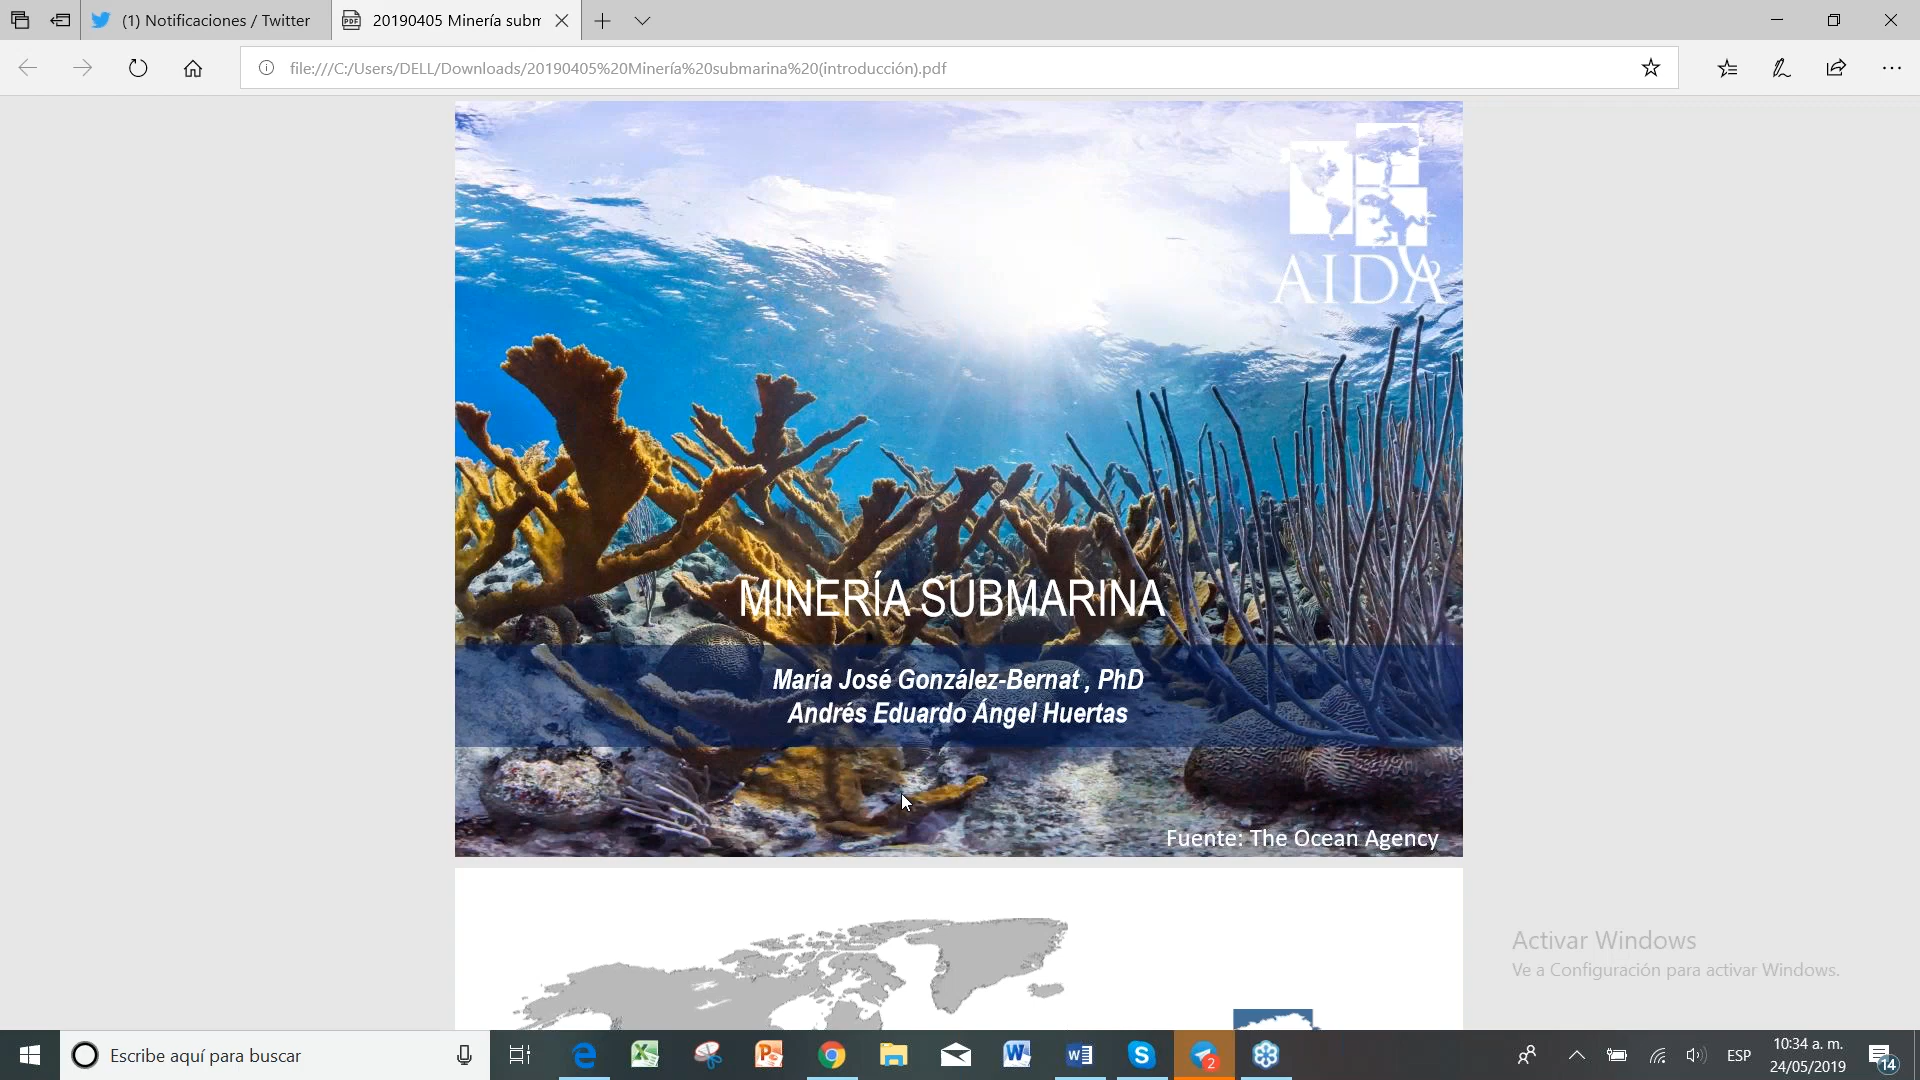 (1) Notificaciones / Twitter
20190405 Minería subm
file:///C:/Users/DELL/Downloads/20190405%20Minería%20submarina%20(introducción).pdf
AIDA
MINERÍA SUBMARINA
María José González-Bernat , PhD
Andrés Eduardo Ángel Huertas
Fuente: The Ocean Agency
Activar Windows
Ve a Configuración para activar Windows.
Escribe aquí para buscar
2
ESP
10:34 a. m.
24/05/2019
14